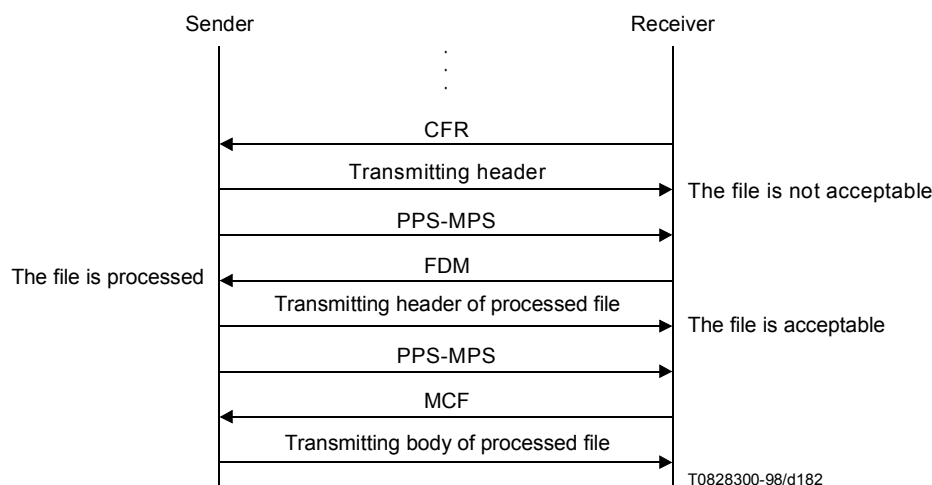 Sender Receiver
.
.
.
CFR
Transmitting header
The file is not acceptable
PPS-MPS
FDM
The file is processed
Transmitting header of processed file
The file is acceptable
PPS-MPS
MCF
Transmitting body of processed file
T0828300-98/d182